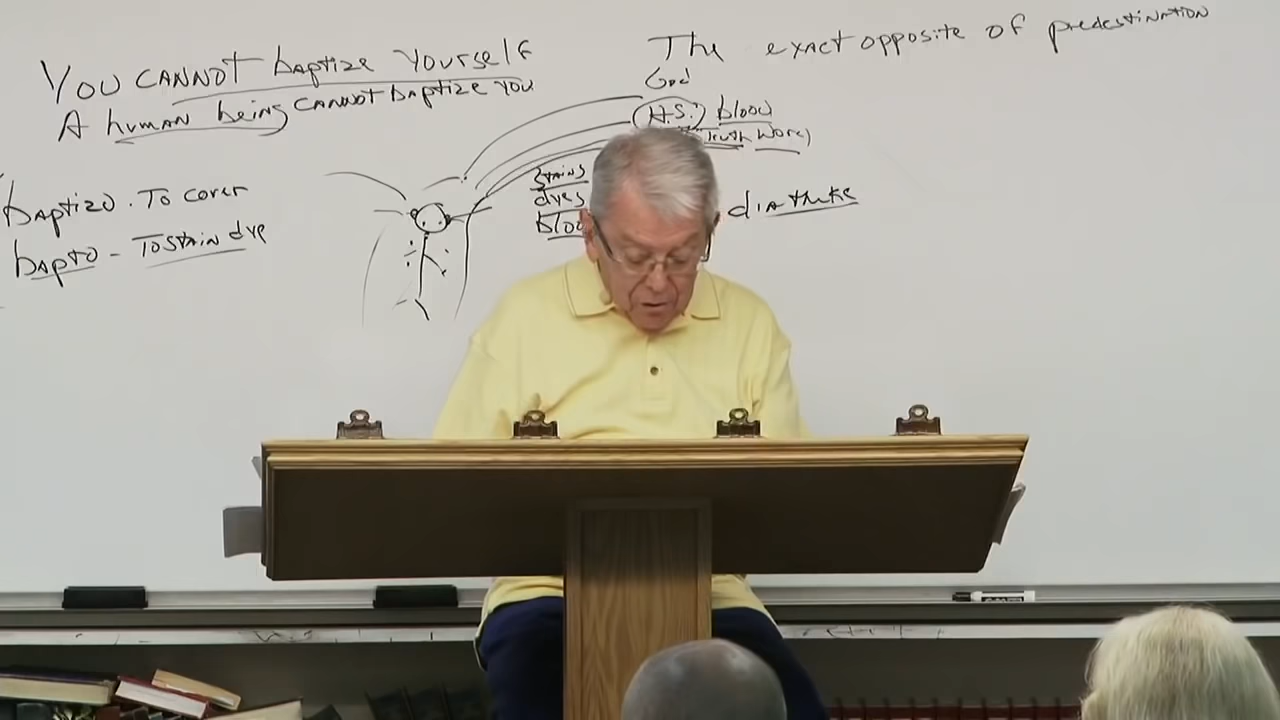 YOU CANNOT baptize YOURSELF
A human being CANNOT baptize YOU
baptizo. To cover
bapto - To stain dye
The exact opposite of predestination
God
H.S. blood
Truth Word)
stains
dyes
diatheke